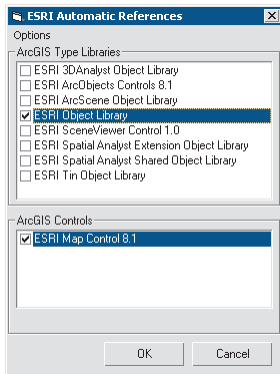 ESRI Automatic References
Options
ArcGIS Type Libraries
ESRI 3DAnalyst Object Library
ESRI ArcObjects Controls 8.1
ESRI ArcScene Object Library
ESRI Object Library
ESRI SceneViewer Control 1.0
ESRI Spatial Analyst Extension Object Library
ESRI Spatial Analyst Shared Object Library
ESRI Tin Object Library
ArcGIS Controls
ESRI Map Control 8.1
OK Cancel